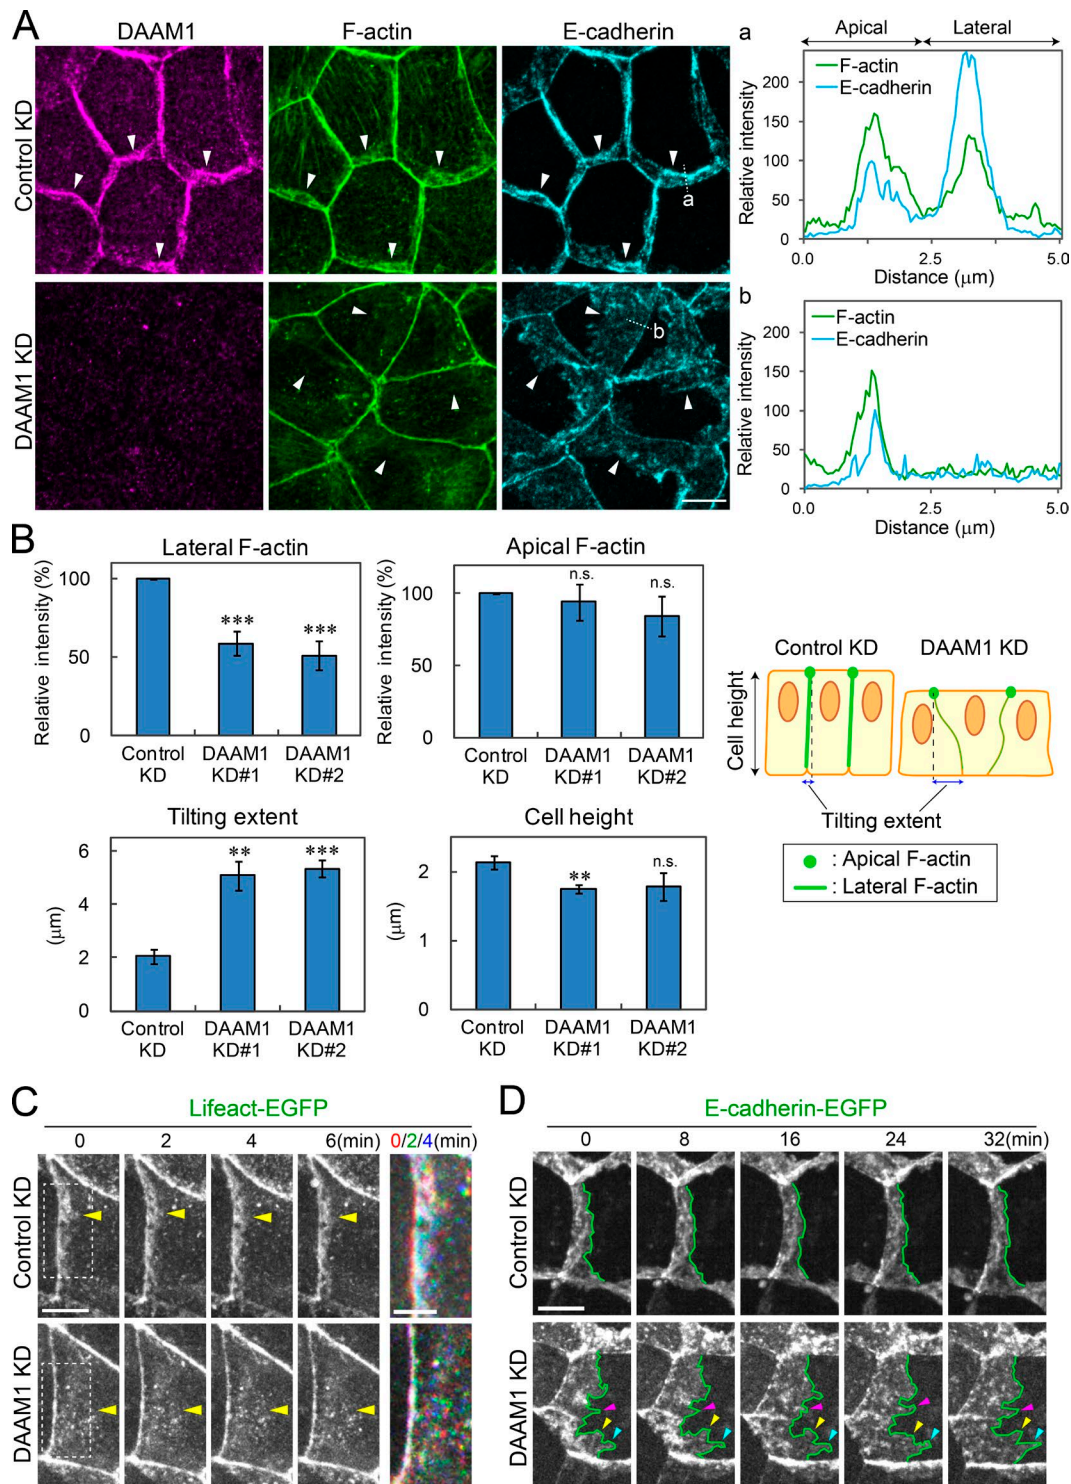 A
DAAM1
F-actin
E-cadherin
Control KD
DAAM1 KD
a
b
a
Apical
Lateral
F-actin
E-cadherin
Relative intensity
200
150
100
50
0
0.0
2.5
5.0
Distance (μm)
b
F-actin
E-cadherin
Relative intensity
200
150
100
50
0
0.0
2.5
5.0
Distance (μm)
B
Lateral F-actin
Relative intensity (%)
100
50
0
***
***
Control KD
DAAM1 KD#1
DAAM1 KD#2
Apical F-actin
Relative intensity (%)
100
50
0
n.s.
n.s.
Control KD
DAAM1 KD#1
DAAM1 KD#2
Control KD
DAAM1 KD
Cell height
Tilting extent
: Apical F-actin
: Lateral F-actin
Tilting extent
(μm)
6
4
2
0
**
***
Control KD
DAAM1 KD#1
DAAM1 KD#2
Cell height
(μm)
2
1
0
**
n.s.
Control KD
DAAM1 KD#1
DAAM1 KD#2
C
Lifeact-EGFP
0
2
4
6(min)
0/2/4(min)
Control KD
DAAM1 KD
D
E-cadherin-EGFP
0
8
16
24
32(min)
Control KD
DAAM1 KD